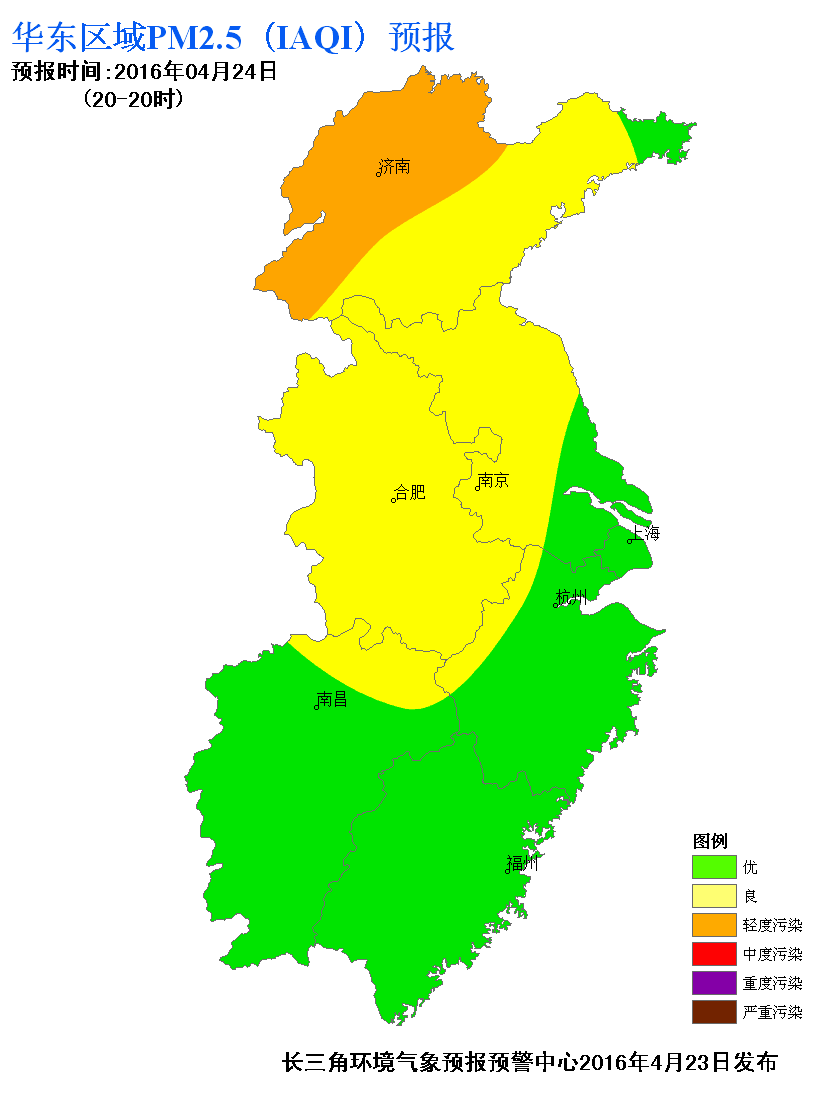 华东区域PM2.5（IAQI）预报
预报时间:2016年04月24日
(20-20时)
济南
南京
合肥
上海
杭州
南昌
福州
图例
优
良
轻度污染
中度污染
重度污染
严重污染
长三角环境气象预报预警中心2016年4月23日发布